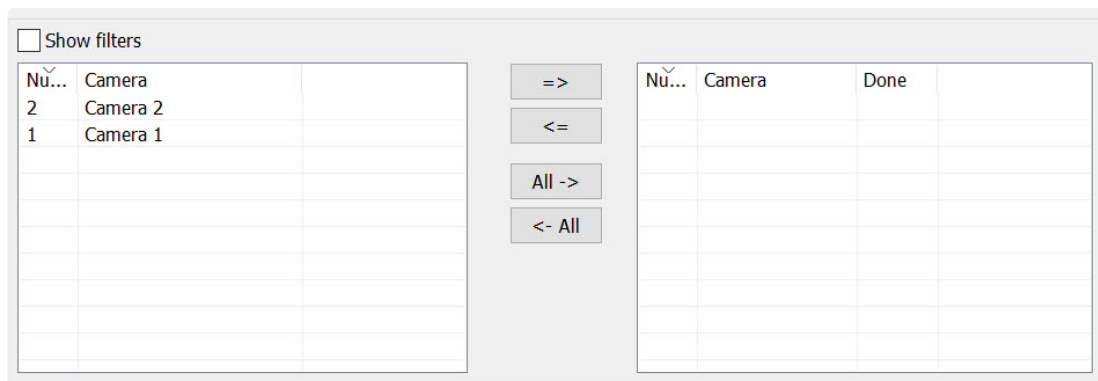 Show filters
Nu... Camera
2 Camera 2
1 Camera 1
=>
<=
All ->
<- All
Nu... Camera Done